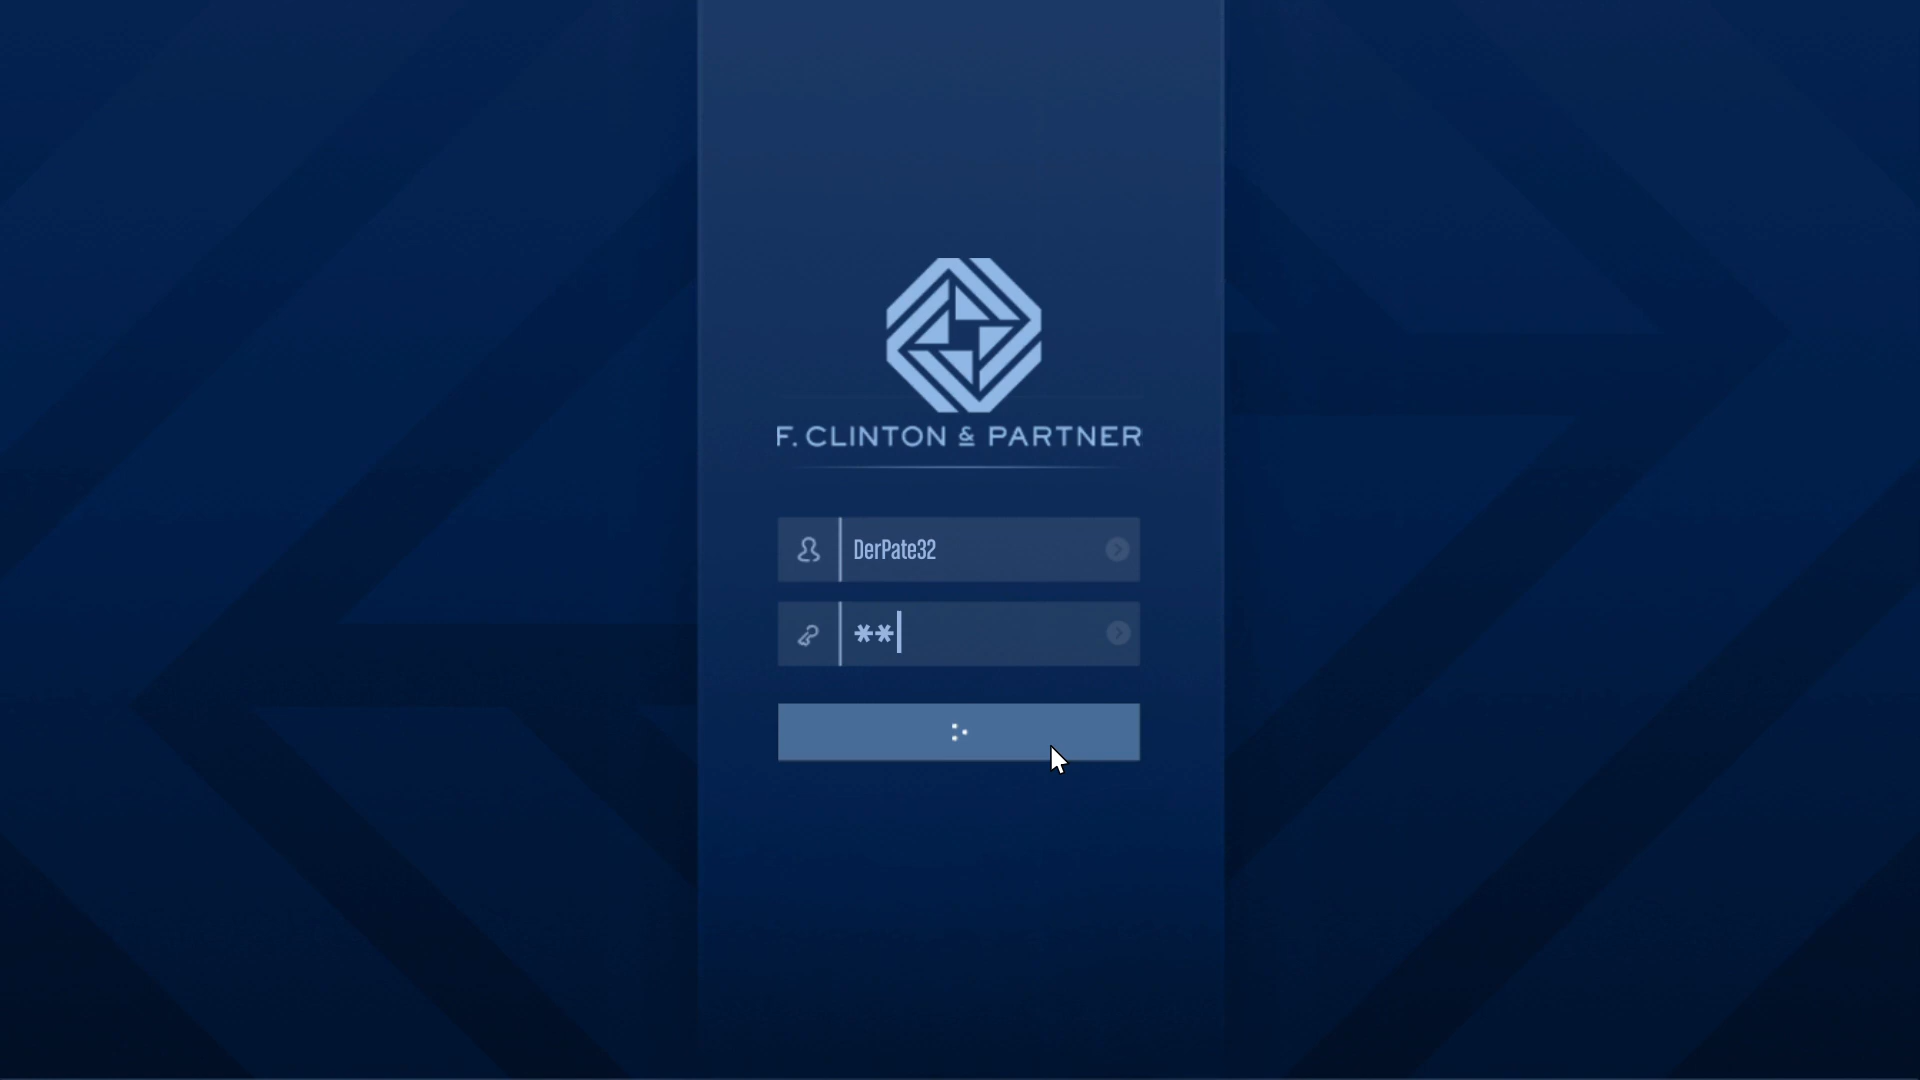 F. CLINTON & PARTNER
DerPate32
**